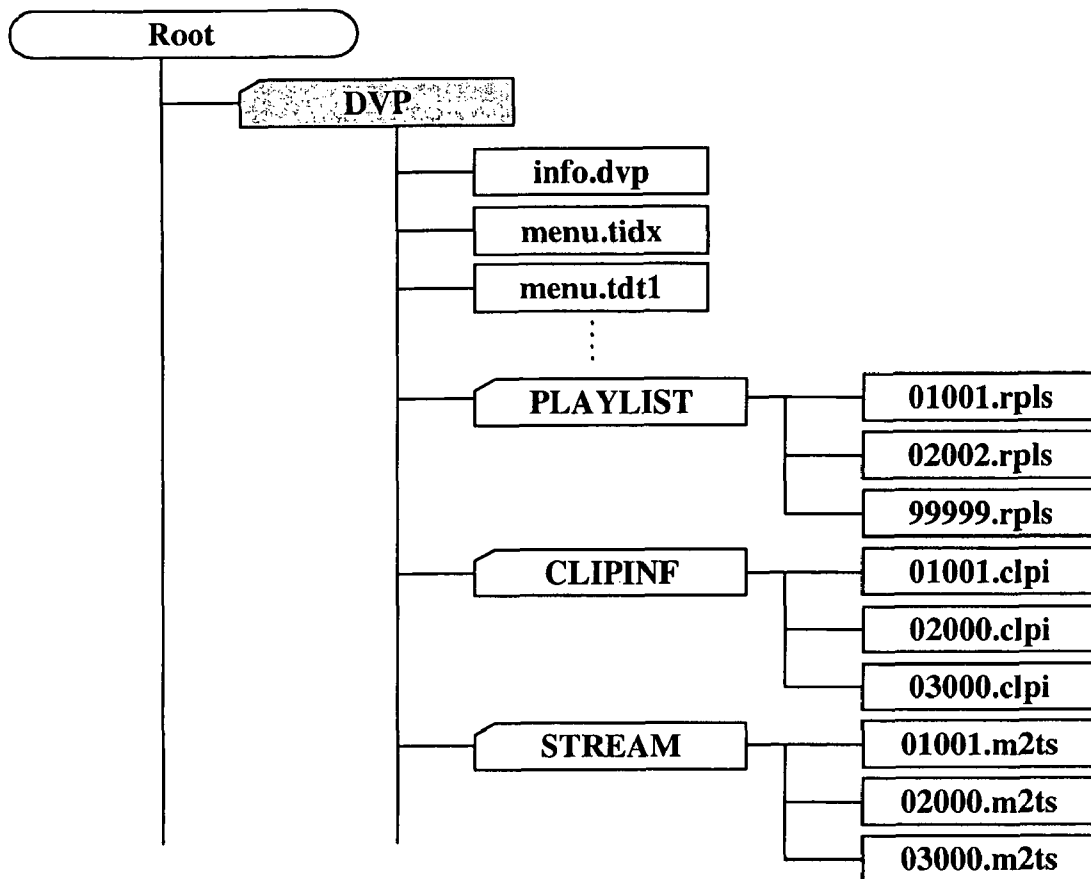 Root
DVP
info.dvp
menu.tidx
menu.tdt1
PLAYLIST
01001.rpls
02002.rpls
99999.rpls
CLIPINF
01001.clpi
02000.clpi
03000.clpi
STREAM
01001.m2ts
02000.m2ts
03000.m2ts